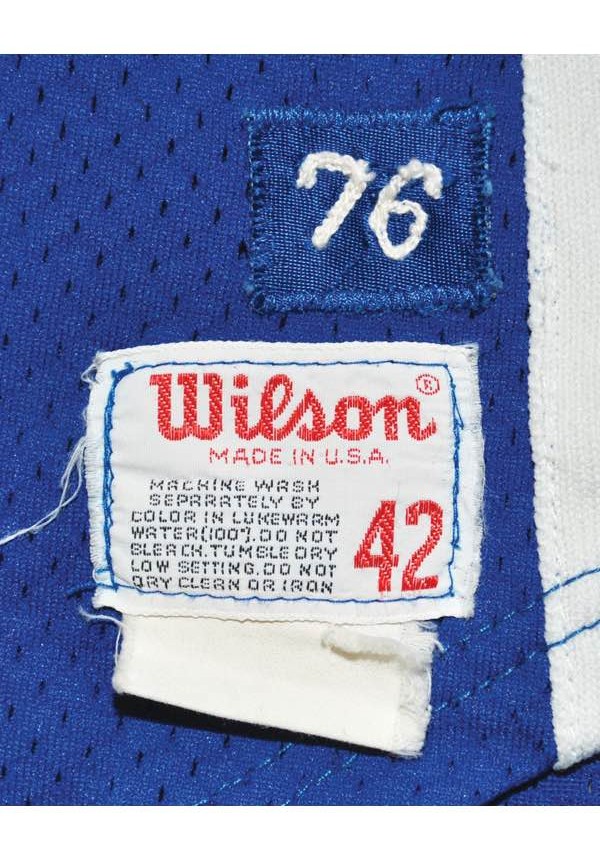 76
Wilson®
MADE IN U.S.A.
MACHINE WASH
SEPARATELY BY
COLOR IN LUKEWARM
WATER(100°). DO NOT
BLEACH. TUMBLE DRY
LOW SETTING. DO NOT
DRY CLEAN OR IRON
42